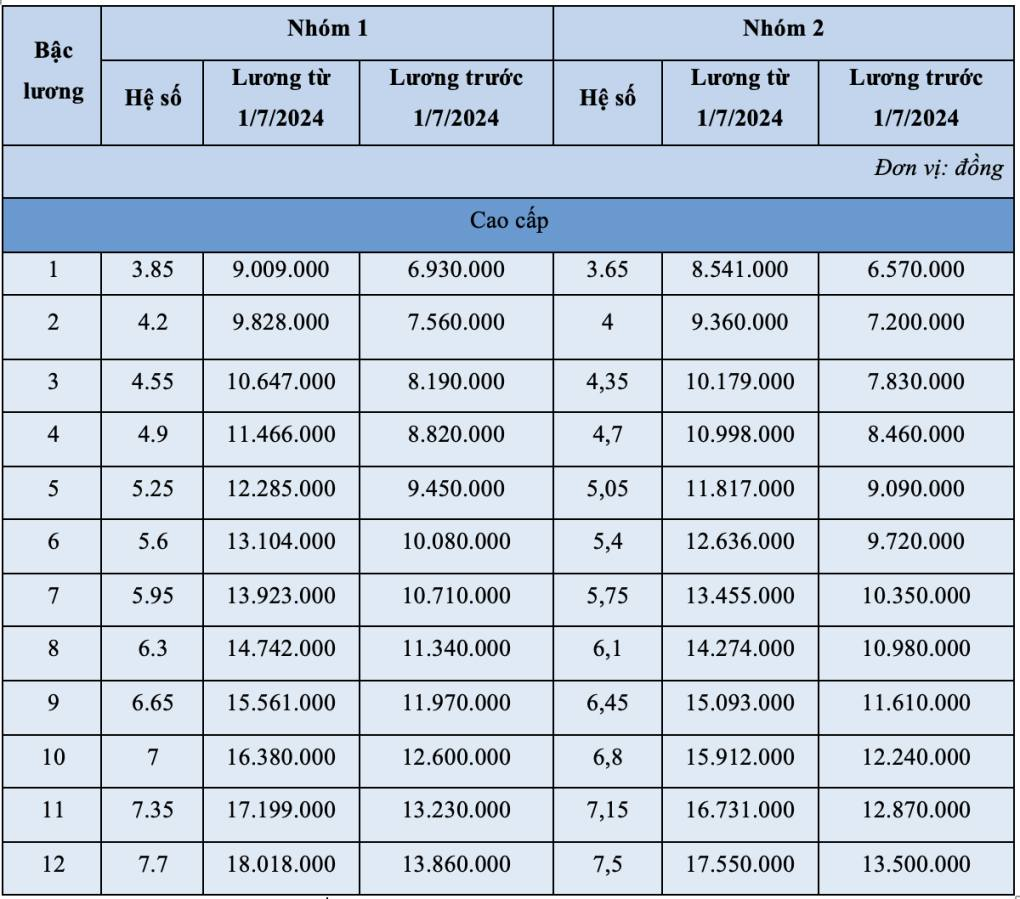 Bậc lương Nhóm 1 Nhóm 2
Hệ số Lương từ 1/7/2024 Lương trước 1/7/2024 Hệ số Lương từ 1/7/2024 Lương trước 1/7/2024
Đơn vị: đồng
Cao cấp
1 3.85 9.009.000 6.930.000 3.65 8.541.000 6.570.000
2 4.2 9.828.000 7.560.000 4 9.360.000 7.200.000
3 4.55 10.647.000 8.190.000 4,35 10.179.000 7.830.000
4 4.9 11.466.000 8.820.000 4,7 10.998.000 8.460.000
5 5.25 12.285.000 9.450.000 5,05 11.817.000 9.090.000
6 5.6 13.104.000 10.080.000 5,4 12.636.000 9.720.000
7 5.95 13.923.000 10.710.000 5,75 13.455.000 10.350.000
8 6.3 14.742.000 11.340.000 6,1 14.274.000 10.980.000
9 6.65 15.561.000 11.970.000 6,45 15.093.000 11.610.000
10 7 16.380.000 12.600.000 6,8 15.912.000 12.240.000
11 7.35 17.199.000 13.230.000 7,15 16.731.000 12.870.000
12 7.7 18.018.000 13.860.000 7,5 17.550.000 13.500.000